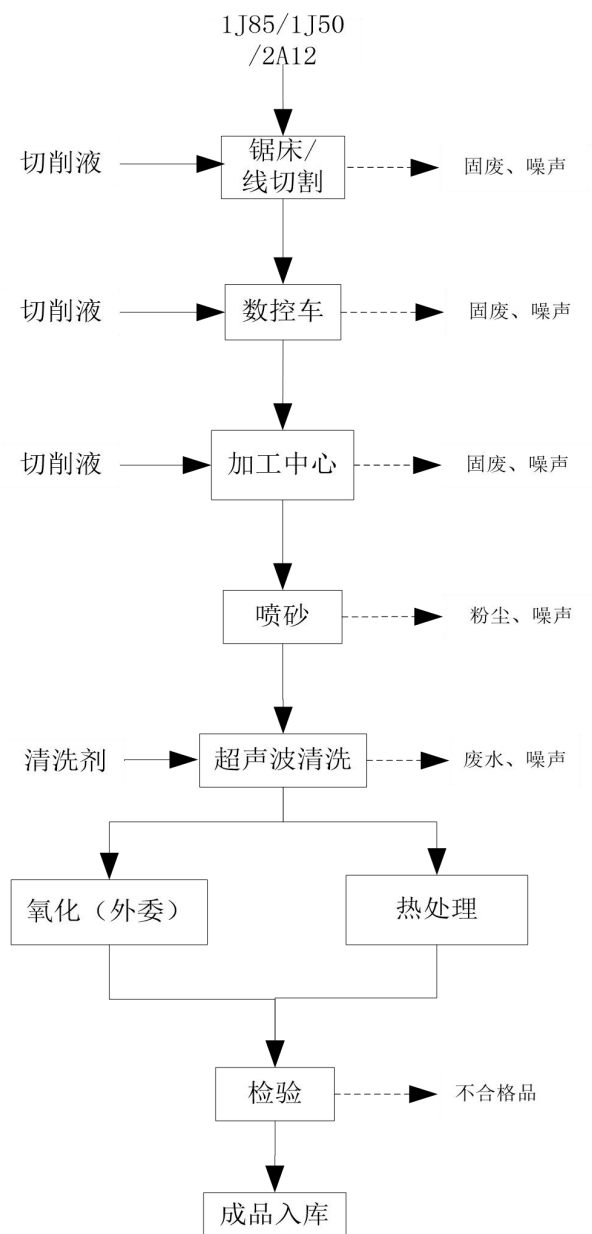 1J85/1J50
/2A12
切削液
锯床/
线切割
固废、噪声
切削液
数控车
固废、噪声
切削液
加工中心
固废、噪声
喷砂
粉尘、噪声
清洗剂
超声波清洗
废水、噪声
氧化（外委）
热处理
检验
不合格品
成品入库